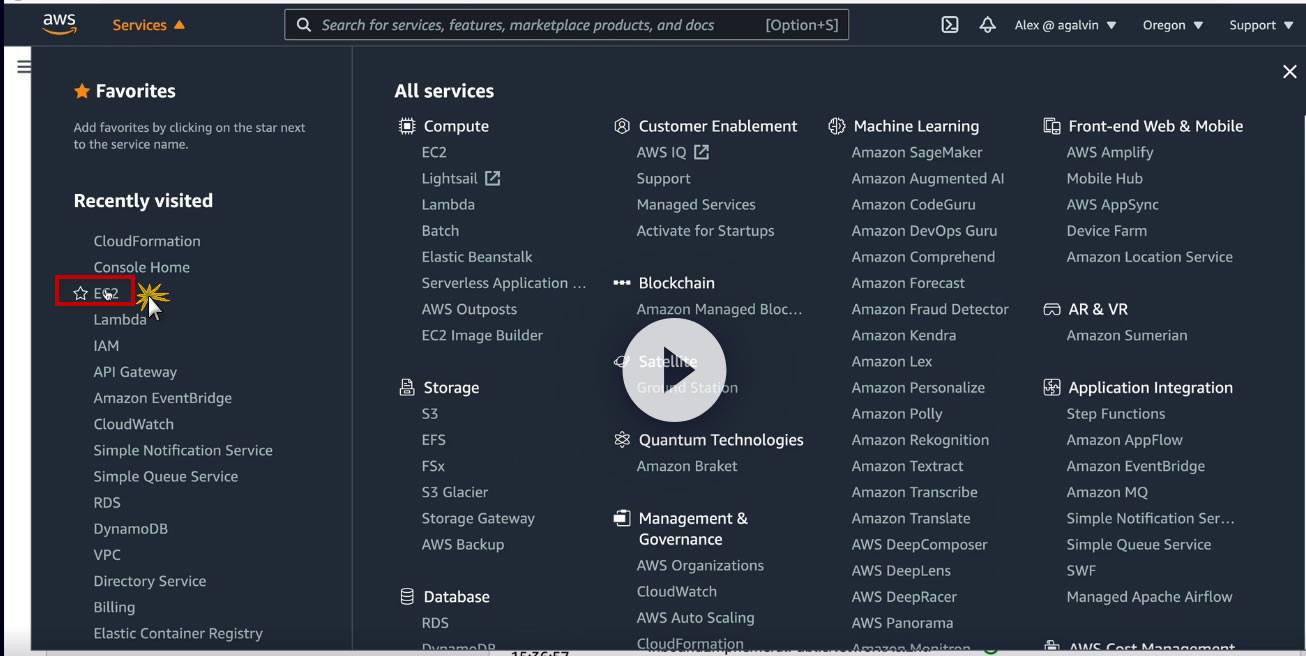 aws
Services
Search for services, features, marketplace products, and docs [Option+S]
Alex @ agalvin
Oregon
Support
Favorites
Add favorites by clicking on the star next
to the service name.
Recently visited
CloudFormation
Console Home
EC2
Lambda
IAM
API Gateway
Amazon EventBridge
CloudWatch
Simple Notification Service
Simple Queue Service
RDS
DynamoDB
VPC
Directory Service
Billing
Elastic Container Registry
All services
Compute
EC2
Lightsail
Lambda
Batch
Elastic Beanstalk
Serverless Application ...
AWS Outposts
EC2 Image Builder
Storage
S3
EFS
FSx
S3 Glacier
Storage Gateway
AWS Backup
Database
RDS
DynamoDB
Customer Enablement
AWS IQ
Support
Managed Services
Activate for Startups
Blockchain
Amazon Managed Bloc...
Satellite
Ground Station
Quantum Technologies
Amazon Braket
Management &
Governance
AWS Organizations
CloudWatch
AWS Auto Scaling
CloudFormation
Machine Learning
Amazon SageMaker
Amazon Augmented AI
Amazon CodeGuru
Amazon DevOps Guru
Amazon Comprehend
Amazon Forecast
Amazon Fraud Detector
Amazon Kendra
Amazon Lex
Amazon Personalize
Amazon Polly
Amazon Rekognition
Amazon Textract
Amazon Transcribe
Amazon Translate
AWS DeepComposer
AWS DeepLens
AWS DeepRacer
AWS Panorama
Amazon Monitron
Front-end Web & Mobile
AWS Amplify
Mobile Hub
AWS AppSync
Device Farm
Amazon Location Service
AR & VR
Amazon Sumerian
Application Integration
Step Functions
Amazon AppFlow
Amazon EventBridge
Amazon MQ
Simple Notification Ser...
Simple Queue Service
SWF
Managed Apache Airflow
AWS Cost Management
15:36:57